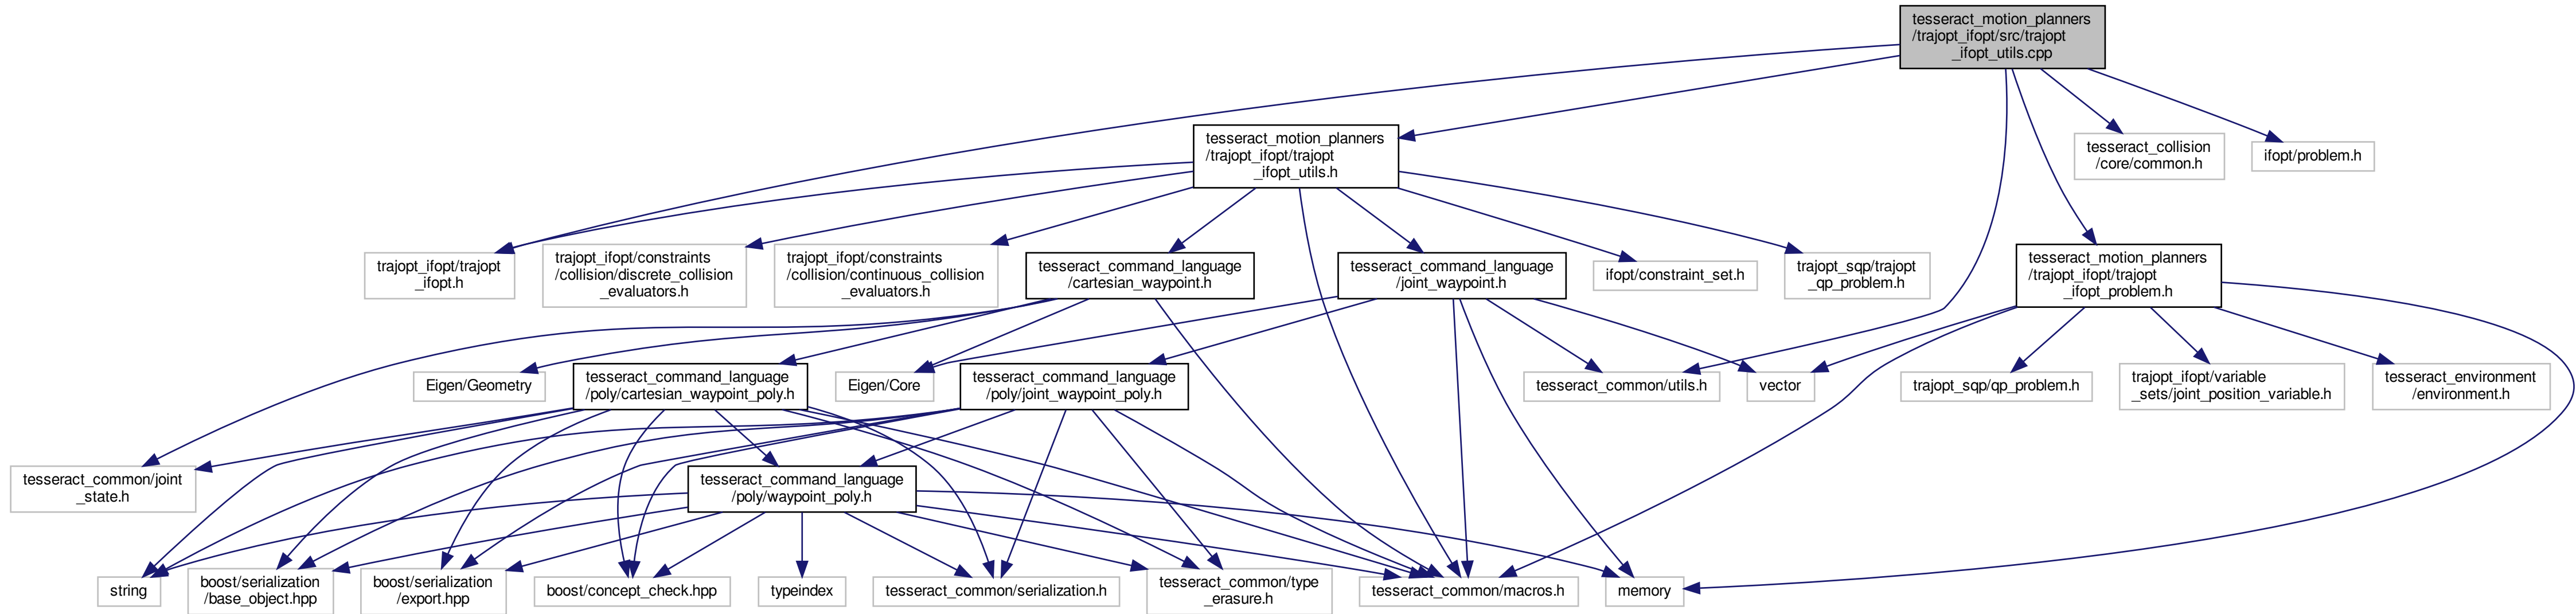 tesseract_motion_planners
/trajopt_ifopt/src/trajopt
_ifopt_utils.cpp
tesseract_motion_planners
/trajopt_ifopt/trajopt
_ifopt_utils.h
tesseract_collision
/core/common.h
ifopt/problem.h
trajopt_ifopt/trajopt
_ifopt.h
trajopt_ifopt/constraints
/collision/discrete_collision
_evaluators.h
trajopt_ifopt/constraints
/collision/continuous_collision
_evaluators.h
tesseract_command_language
/cartesian_waypoint.h
tesseract_command_language
/joint_waypoint.h
ifopt/constraint_set.h
trajopt_sqp/trajopt
_qp_problem.h
tesseract_motion_planners
/trajopt_ifopt/trajopt
_ifopt_problem.h
Eigen/Geometry
tesseract_command_language
/poly/cartesian_waypoint_poly.h
Eigen/Core
tesseract_command_language
/poly/joint_waypoint_poly.h
tesseract_common/utils.h
vector
trajopt_sqp/qp_problem.h
trajopt_ifopt/variable
_sets/joint_position_variable.h
tesseract_environment
/environment.h
tesseract_common/joint
_state.h
tesseract_command_language
/poly/waypoint_poly.h
string
boost/serialization
/base_object.hpp
boost/serialization
/export.hpp
boost/concept_check.hpp
typeindex
tesseract_common/serialization.h
tesseract_common/type
_erasure.h
tesseract_common/macros.h
memory